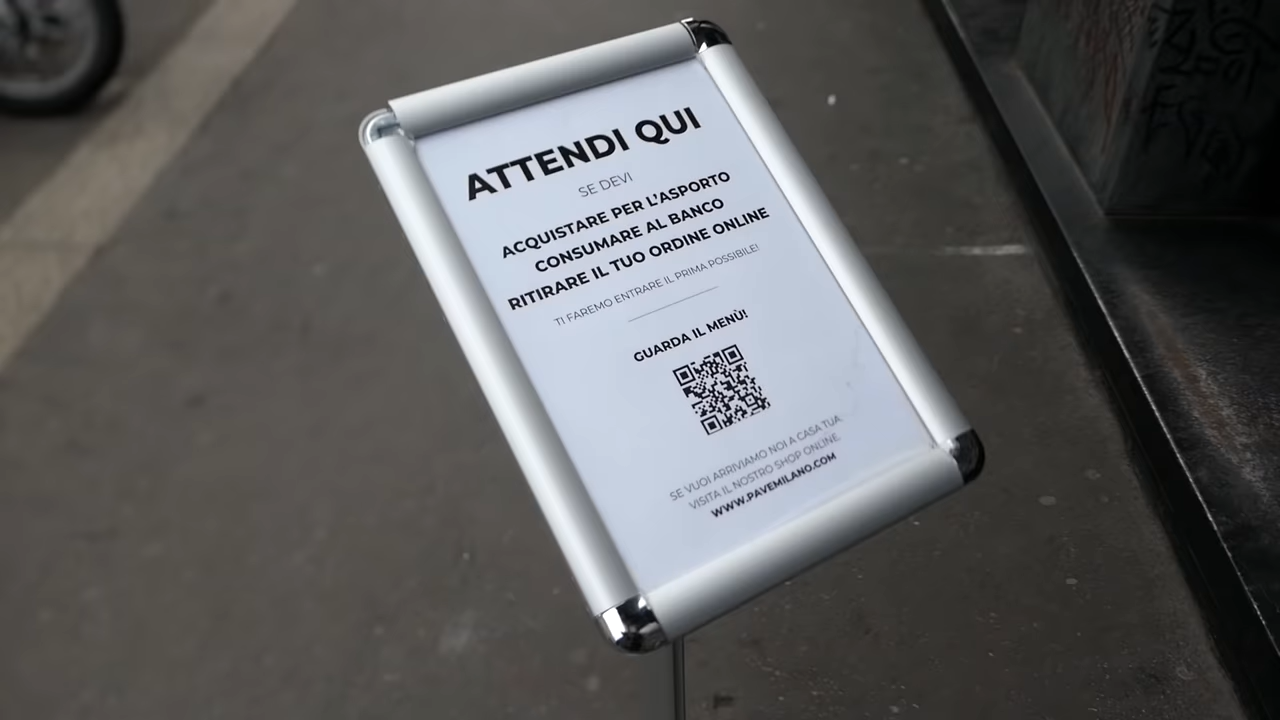 ATTENDI QUI
SE DEVI
ACQUISTARE PER L'ASPORTO
CONSUMARE AL BANCO
RITIRARE IL TUO ORDINE ONLINE
TI FAREMO ENTRARE IL PRIMA POSSIBILE!
GUARDA IL MENÙ!
SE VUOI ARRIVIAMO NOI A CASA TUA.
VISITA IL NOSTRO SHOP ONLINE.
WWW.PAVEMILANO.COM